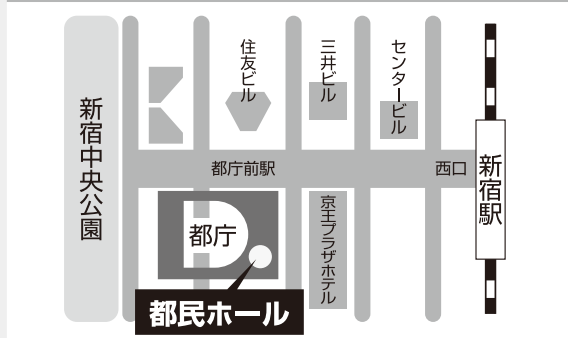 新宿中央公園
住友ビル
三井ビル
センタービル
都庁前駅
西口
新宿駅
都庁
京王プラザホテル
都民ホール